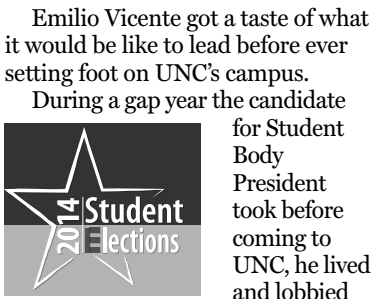 Emilio Vicente got a taste of what
it would be like to lead before ever
setting foot on UNC’s campus.
During a gap year the candidate
for Student
Body
President
took before
coming to
UNC, he lived
and lobbied
2014
Student
Elections